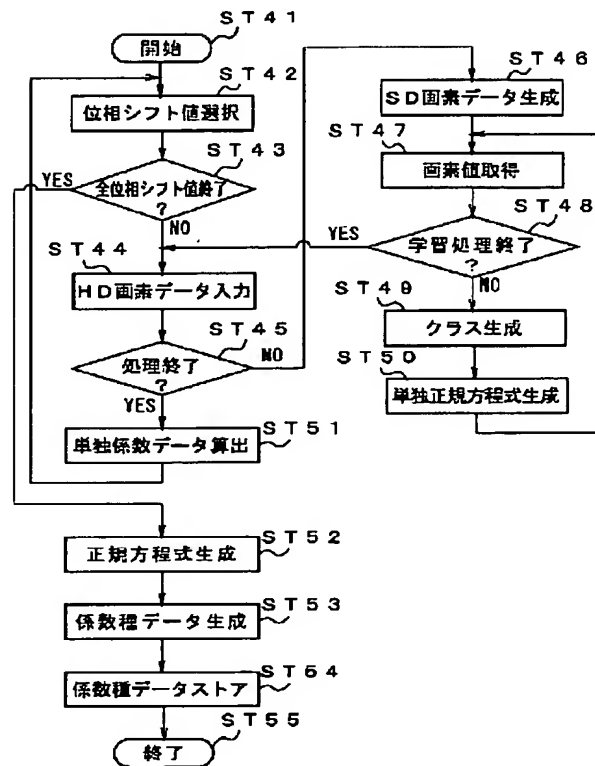 ST41
開始
ST42
位相シフト値選択
ST43
全位相シフト値終了
?
YES
NO
ST44
HD画素データ入力
ST45
処理終了
?
NO
YES
ST51
単独係数データ算出
ST46
SD画素データ生成
ST47
画素値取得
ST48
学習処理終了
?
YES
NO
ST49
クラス生成
ST50
単独正規方程式生成
ST52
正規方程式生成
ST53
係数種データ生成
ST54
係数種データストア
ST55
終了